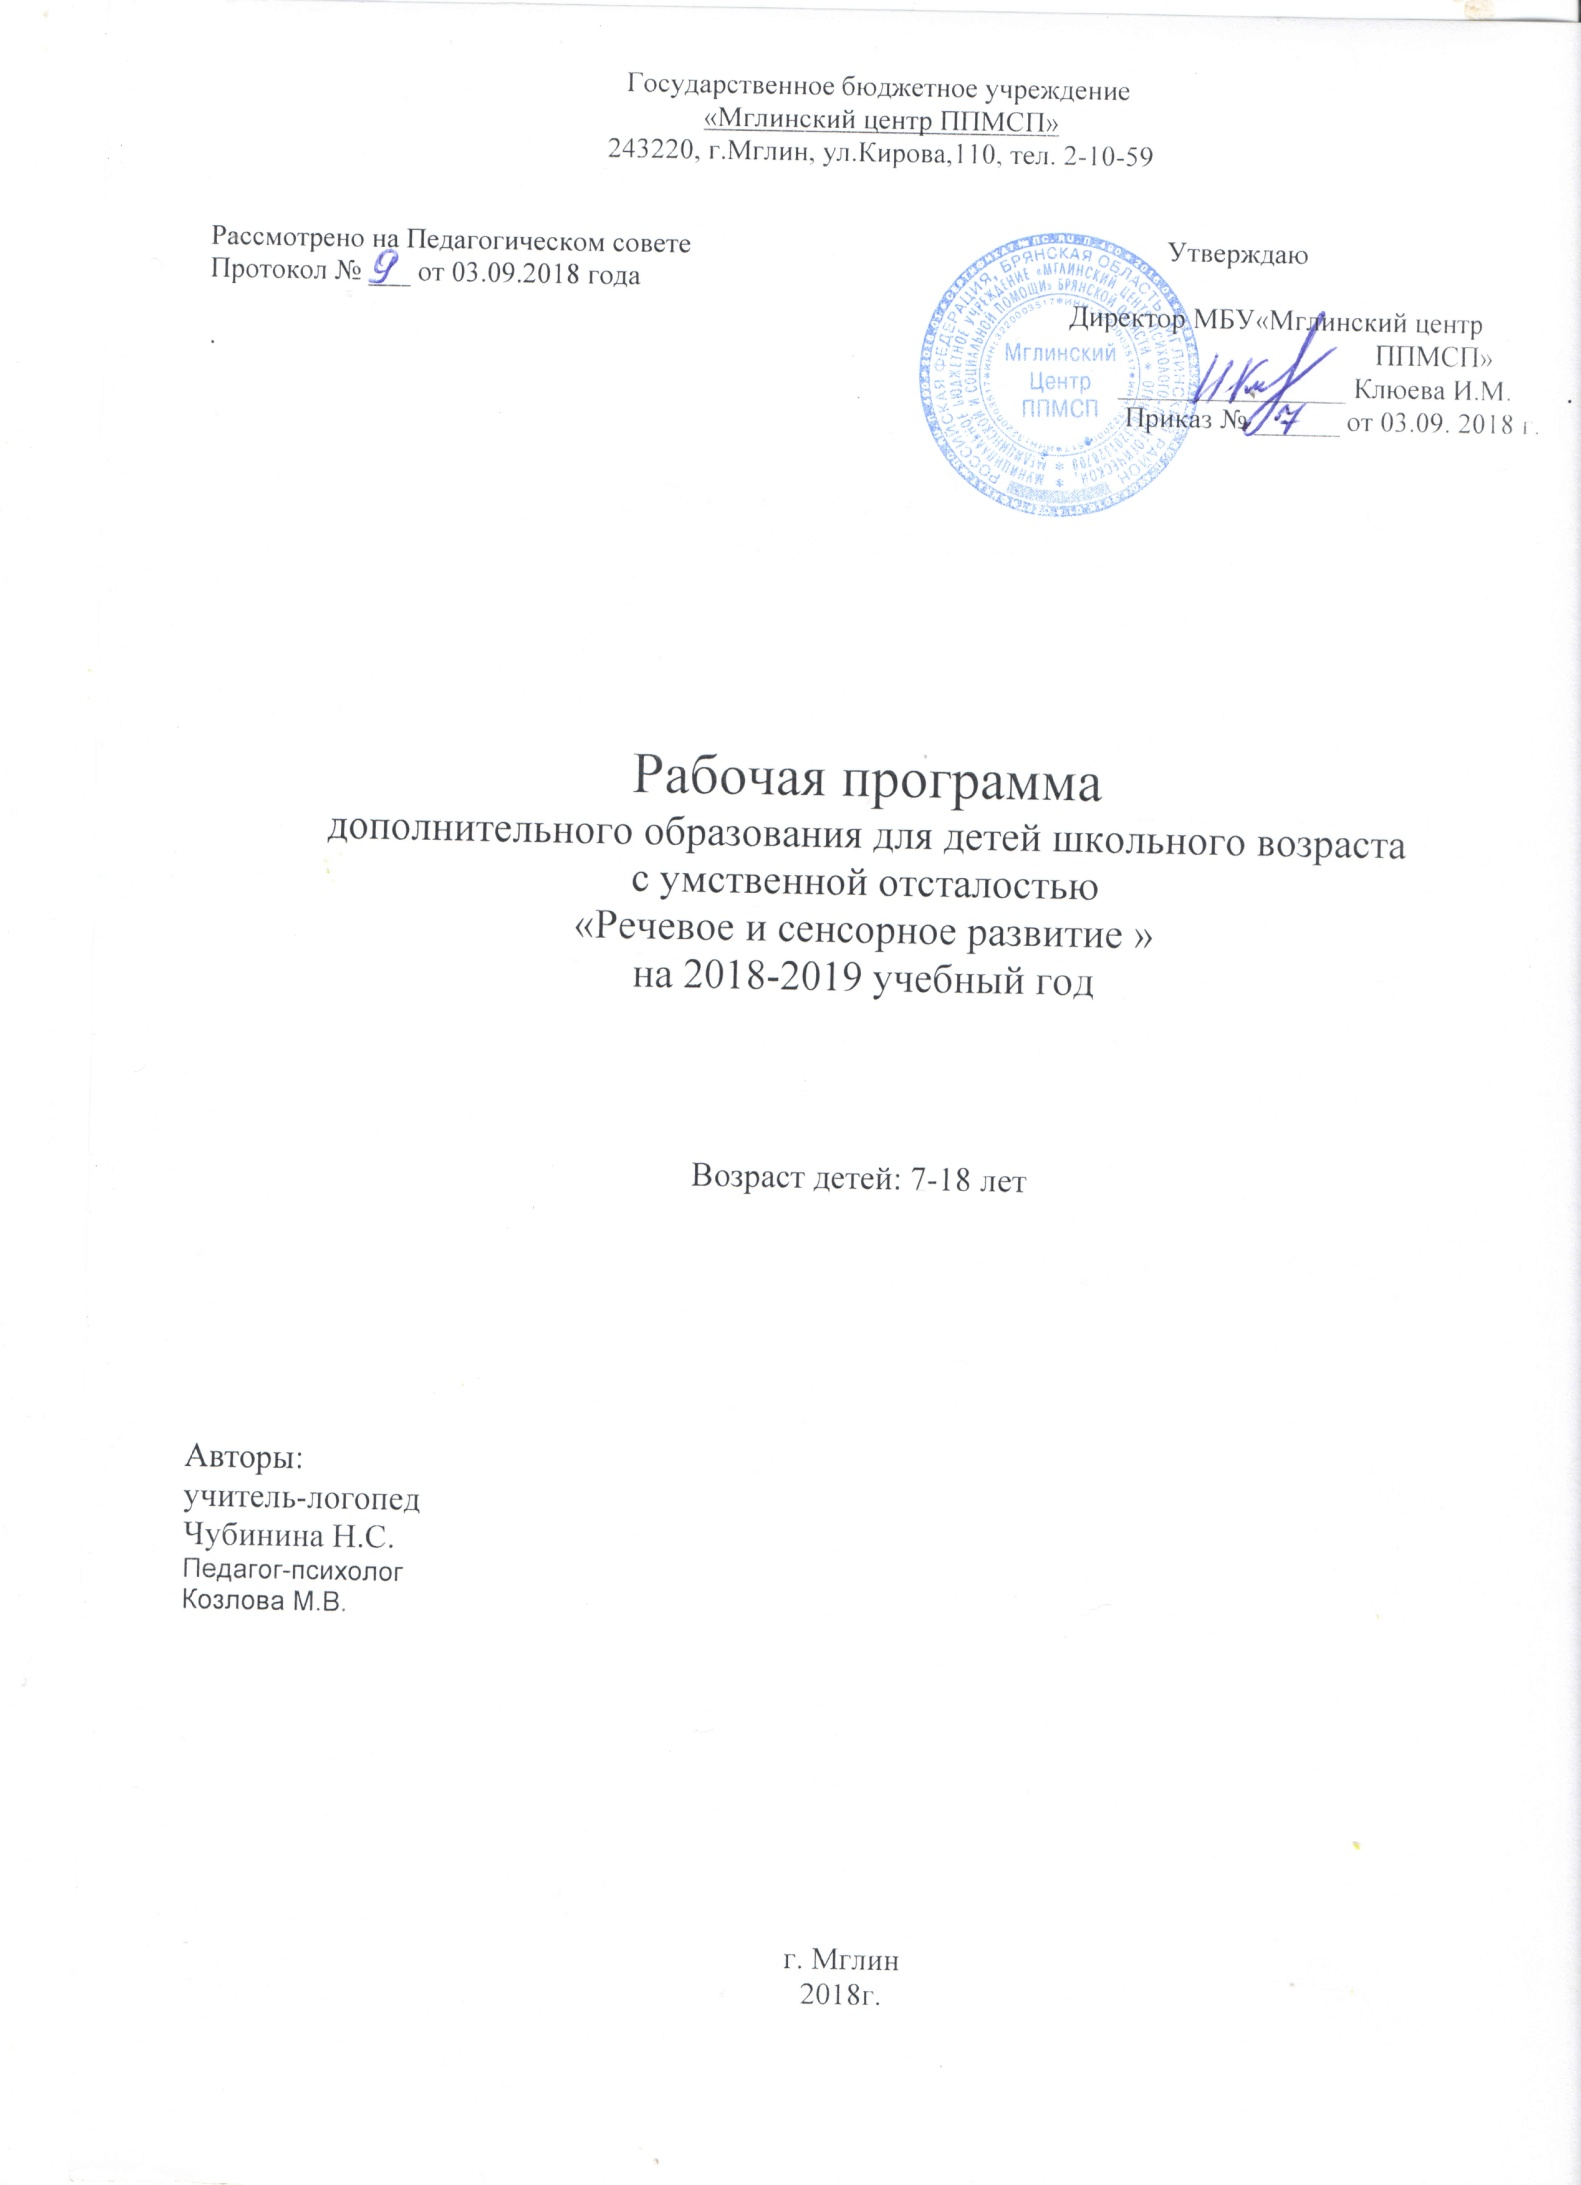 Государственное бюджетное учреждение
«Мглинский центр ППМСП»
243220, г.Мглин, ул.Кирова,110, тел. 2-10-59
Рассмотрено на Педагогическом совете
Протокол № 9 от 03.09.2018 года
Утверждаю
Директор МБУ«Мглинский центр
ППМСП»
Клюева И.М.
Приказ № 57 от 03.09. 2018 г.
Мглинский
Центр
ППМСП
Рабочая программа
дополнительного образования для детей школьного возраста
с умственной отсталостью
«Речевое и сенсорное развитие »
на 2018-2019 учебный год
Возраст детей: 7-18 лет
Авторы:
учитель-логопед
Чубинина Н.С.
Педагог-психолог
Козлова М.В.
г. Мглин
2018г.